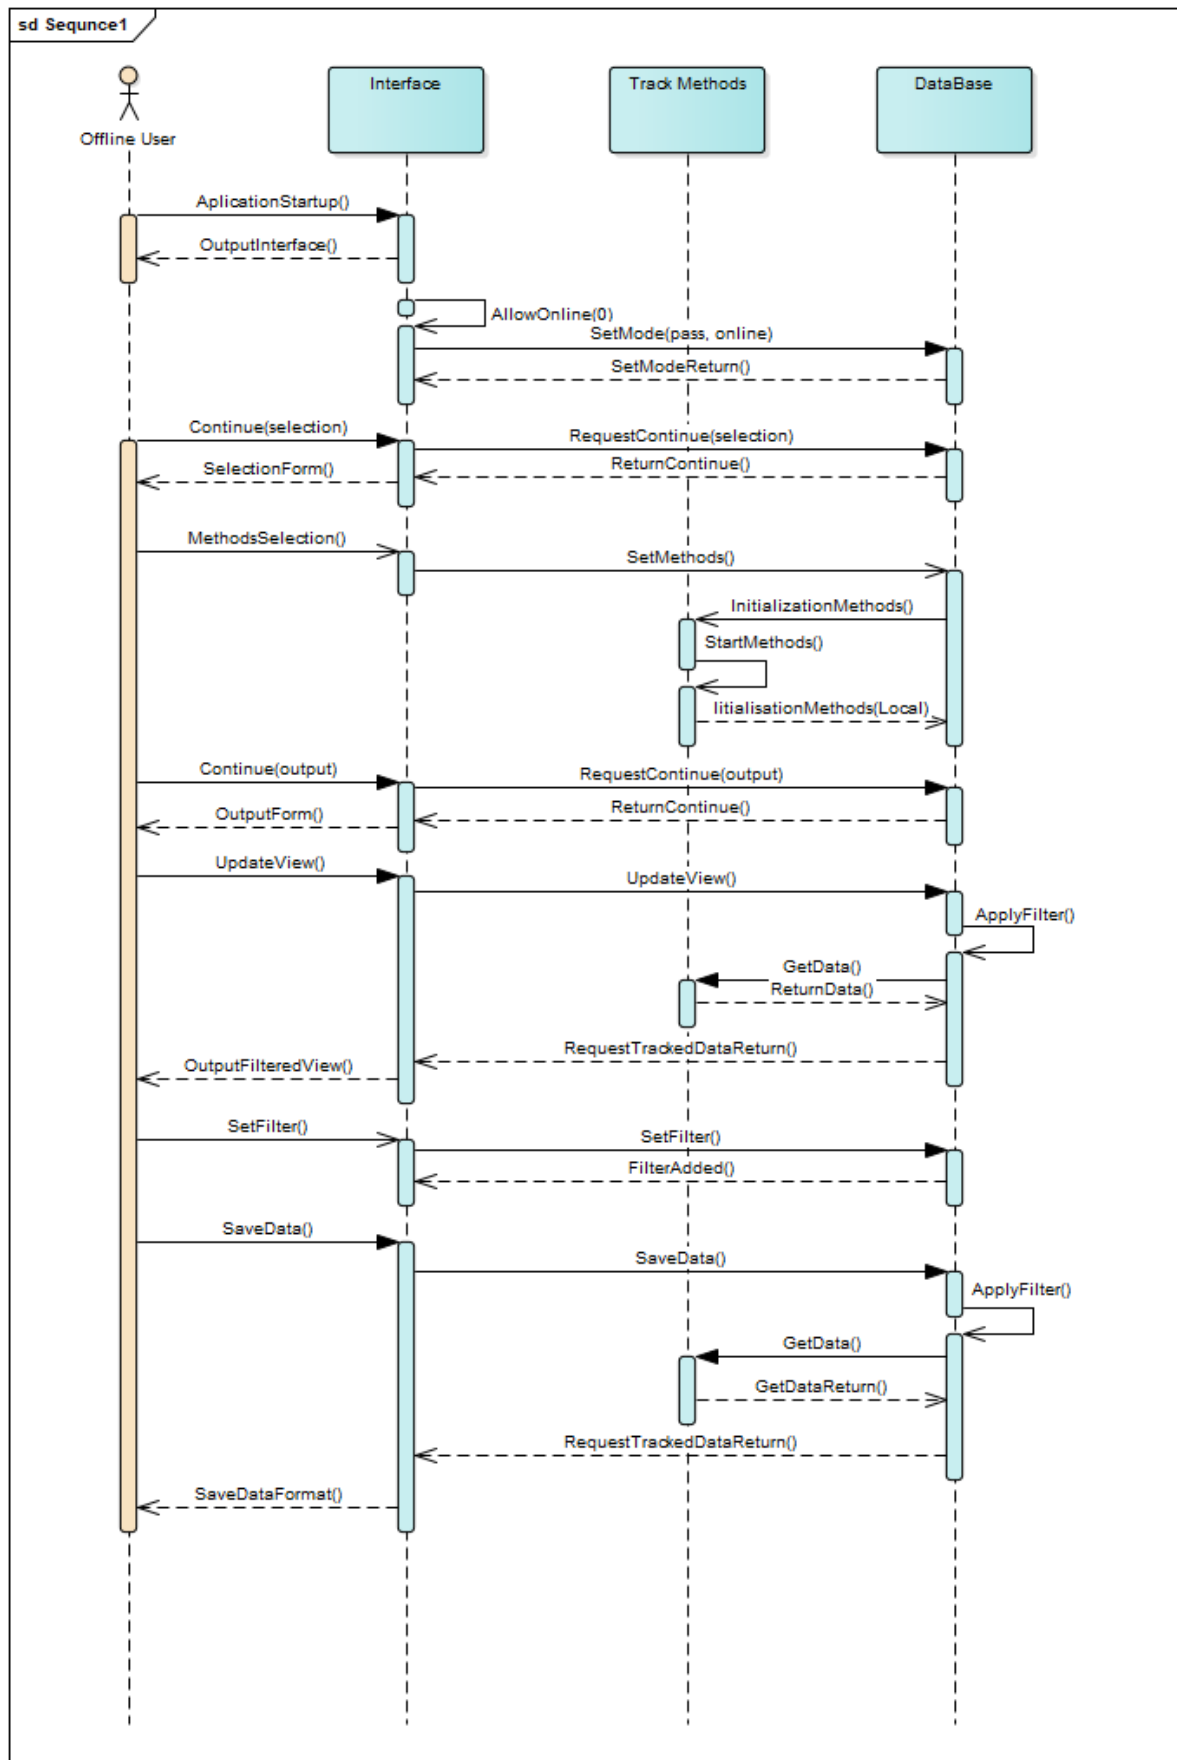 sd Sequnce1
Offline User
Interface
Track Methods
DataBase
AplicationStartup()
OutputInterface()
AllowOnline(0)
SetMode(pass, online)
SetModeReturn()
Continue(selection)
RequestContinue(selection)
ReturnContinue()
SelectionForm()
MethodsSelection()
SetMethods()
InitializationMethods()
StartMethods()
IitialisationMethods(Local)
Continue(output)
RequestContinue(output)
ReturnContinue()
OutputForm()
UpdateView()
UpdateView()
ApplyFilter()
GetData()
ReturnData()
RequestTrackedDataReturn()
OutputFilteredView()
SetFilter()
SetFilter()
FilterAdded()
SaveData()
SaveData()
ApplyFilter()
GetData()
GetDataReturn()
RequestTrackedDataReturn()
SaveDataFormat()